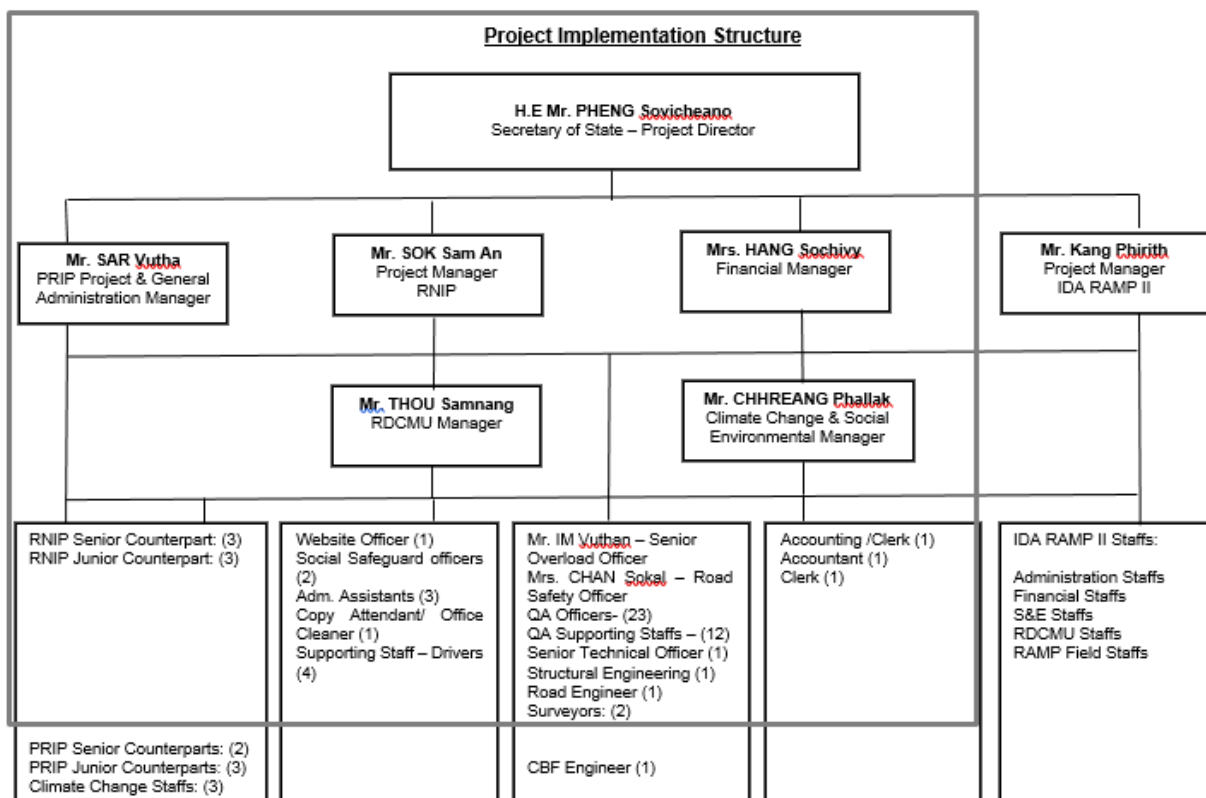 Project Implementation Structure
H.E Mr. PHENG Sovicheano
Secretary of State – Project Director
Mr. SAR Vutha
PRIP Project & General
Administration Manager
Mr. SOK Sam An
Project Manager
RNIP
Mrs. HANG Sochivy
Financial Manager
Mr. Kang Phirith
Project Manager
IDA RAMP II
Mr. THOU Samnang
RDCMU Manager
Mr. CHHREANG Phallak
Climate Change & Social
Environmental Manager
RNIP Senior Counterpart: (3)
RNIP Junior Counterpart: (3)
PRIP Senior Counterparts: (2)
PRIP Junior Counterparts: (3)
Climate Change Staffs: (3)
Website Officer (1)
Social Safeguard officers
(2)
Adm. Assistants (3)
Copy Attendant/ Office
Cleaner (1)
Supporting Staff – Drivers
(4)
Mr. IM Vuthan – Senior
Overload Officer
Mrs. CHAN Sokal – Road
Safety Officer
QA Officers- (23)
QA Supporting Staffs – (12)
Senior Technical Officer (1)
Structural Engineering (1)
Road Engineer (1)
Surveyors: (2)
CBF Engineer (1)
Accounting /Clerk (1)
Accountant (1)
Clerk (1)
IDA RAMP II Staffs:
Administration Staffs
Financial Staffs
S&E Staffs
RDCMU Staffs
RAMP Field Staffs